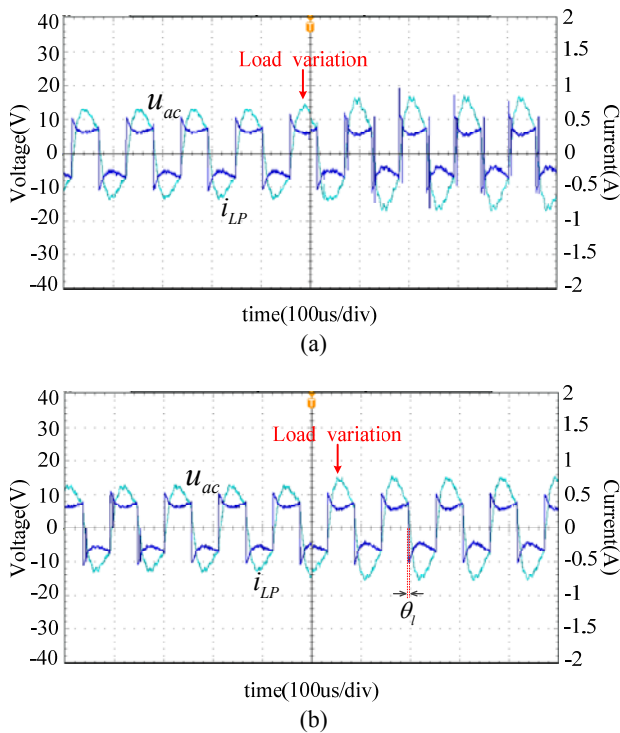 40
30
20
10
0
-10
-20
-30
-40
Voltage(V)
2
1.5
1
0.5
0
-0.5
-1
-1.5
-2
Current(A)
T
Load variation
u_ac
i_LP
time(100us/div)
(a)
40
30
20
10
0
-10
-20
-30
-40
Voltage(V)
2
1.5
1
0.5
0
-0.5
-1
-1.5
-2
Current(A)
T
Load variation
u_ac
i_LP
θ_l
time(100us/div)
(b)